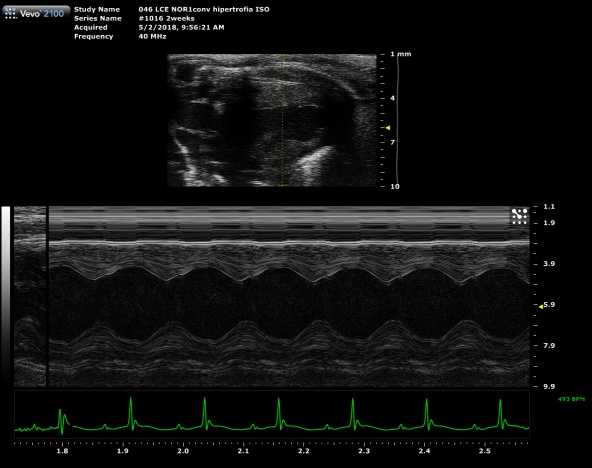 Vevo 2100
Study Name 046 LCE NOR1conv hipertrofia ISO
Series Name #1016 2weeks
Acquired 5/2/2018, 9:56:21 AM
Frequency 40 MHz
1 mm
4
7
10
1.1
1.9
3.9
5.9
7.9
9.9
493 BPM
1.8 1.9 2.0 2.1 2.2 2.3 2.4 2.5